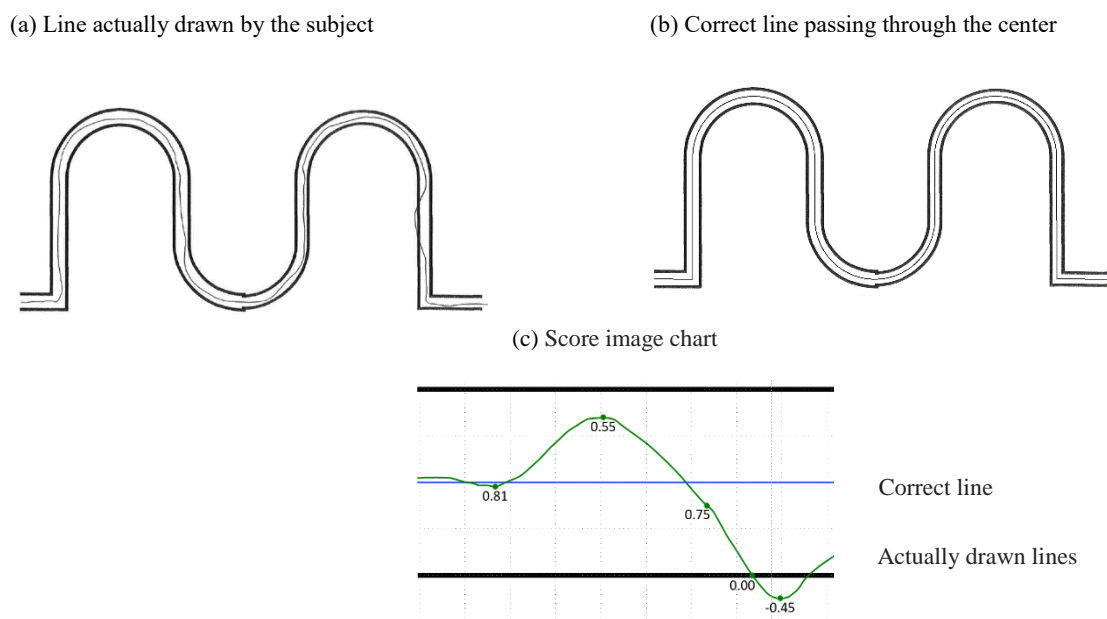 (a) Line actually drawn by the subject
(b) Correct line passing through the center
(c) Score image chart
0.55
0.81
0.75
Correct line
Actually drawn lines
0.00
-0.45